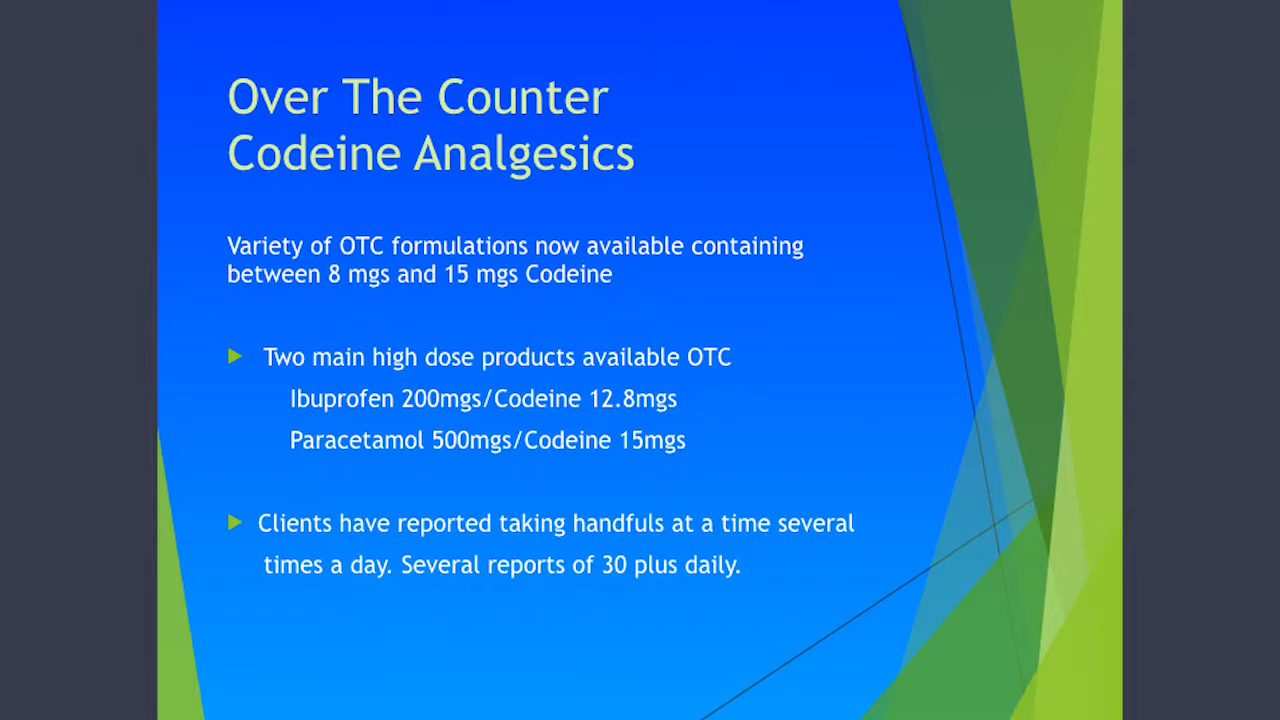 Over The Counter
Codeine Analgesics
Variety of OTC formulations now available containing
between 8 mgs and 15 mgs Codeine
Two main high dose products available OTC
Ibuprofen 200mgs/Codeine 12.8mgs
Paracetamol 500mgs/Codeine 15mgs
Clients have reported taking handfuls at a time several
times a day. Several reports of 30 plus daily.